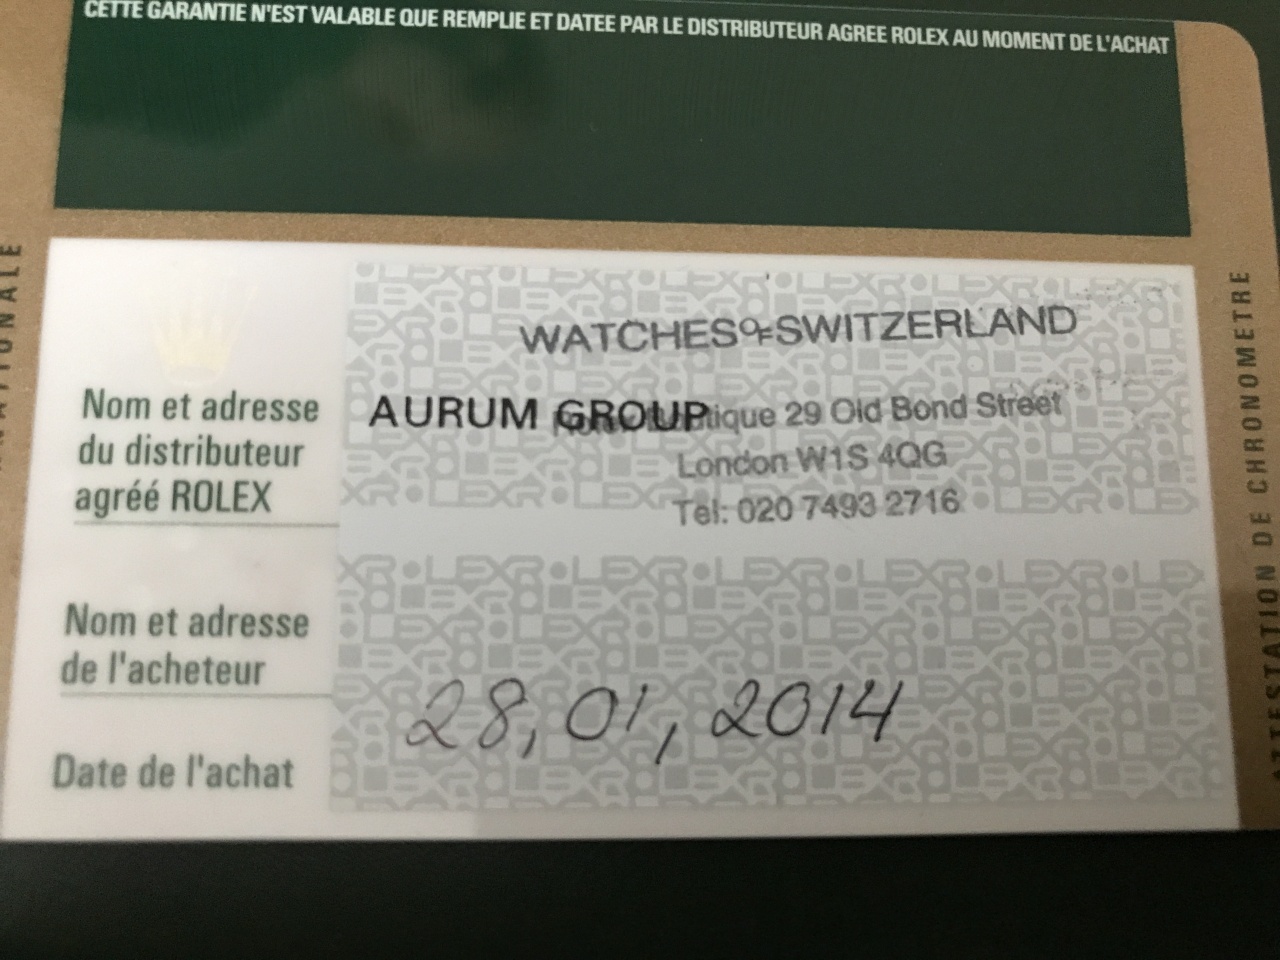 CETTE GARANTIE N'EST VALABLE QUE REMPLIE ET DATEE PAR LE DISTRIBUTEUR AGREE ROLEX AU MOMENT DE L'ACHAT
WATCHES OF SWITZERLAND
Nom et adresse
du distributeur
agréé ROLEX
AURUM GROUP
29 Old Bond Street
London W1S 4QG
Tel: 020 7493 2716
Nom et adresse
de l'acheteur
28,01,2014
Date de l'achat
ATTESTATION DE CHRONOMETRE